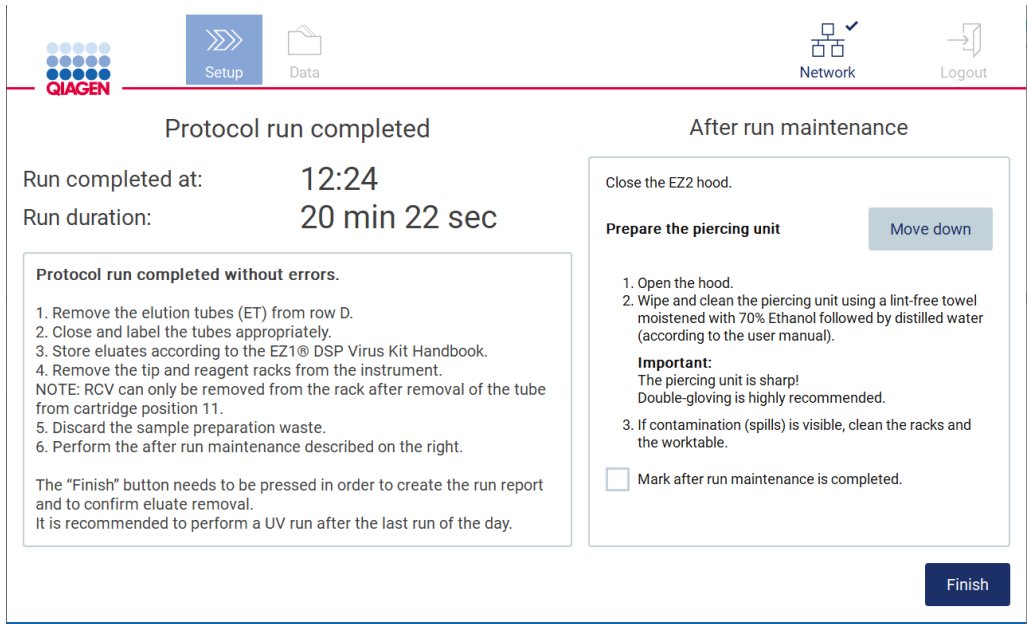 QIAGEN
Setup
Data
Network
Logout
Protocol run completed
Run completed at: 12:24
Run duration: 20 min 22 sec
Protocol run completed without errors.
1. Remove the elution tubes (ET) from row D.
2. Close and label the tubes appropriately.
3. Store eluates according to the EZ1® DSP Virus Kit Handbook.
4. Remove the tip and reagent racks from the instrument.
NOTE: RCV can only be removed from the rack after removal of the tube
from cartridge position 11.
5. Discard the sample preparation waste.
6. Perform the after run maintenance described on the right.
The “Finish” button needs to be pressed in order to create the run report
and to confirm eluate removal.
It is recommended to perform a UV run after the last run of the day.
After run maintenance
Close the EZ2 hood.
Prepare the piercing unit
Move down
1. Open the hood.
2. Wipe and clean the piercing unit using a lint-free towel
moistened with 70% Ethanol followed by distilled water
(according to the user manual).
Important:
The piercing unit is sharp!
Double-gloving is highly recommended.
3. If contamination (spills) is visible, clean the racks and
the worktable.
Mark after run maintenance is completed.
Finish